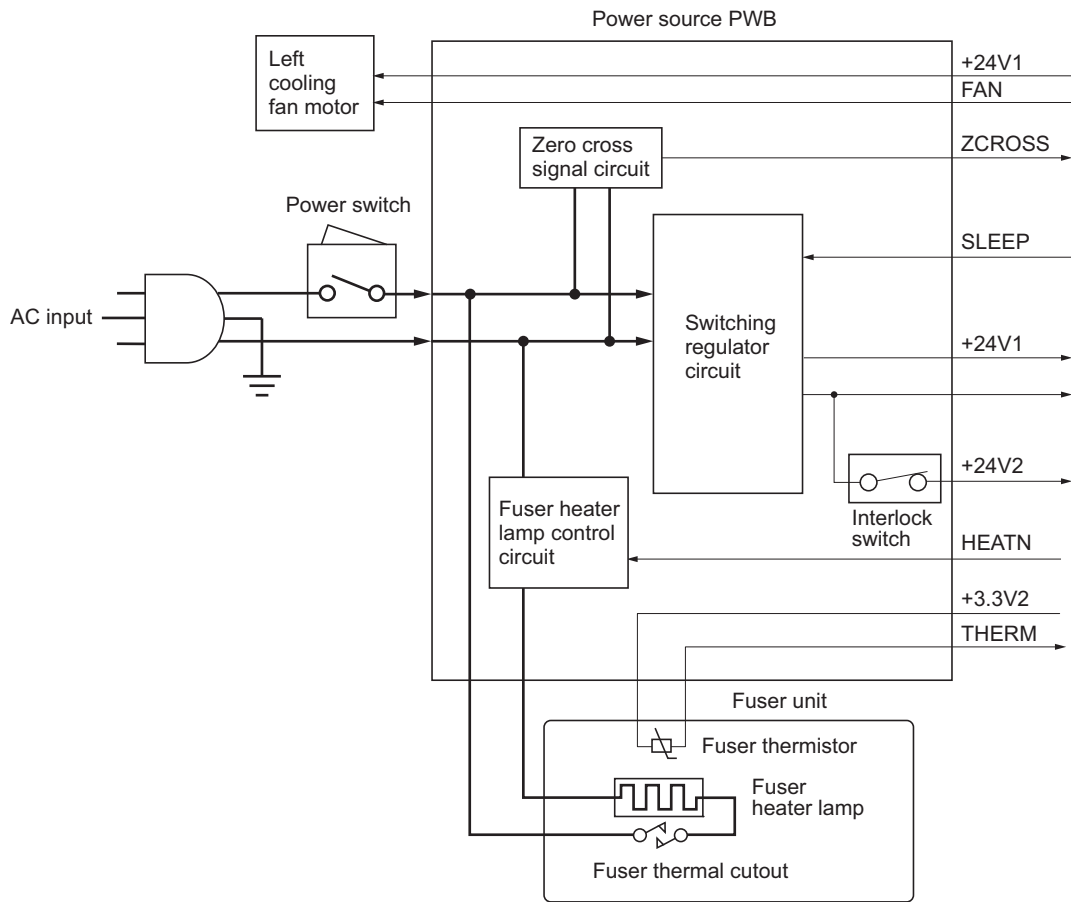 Power source PWB
Left
cooling
fan motor
+24V1
FAN
Zero cross
signal circuit
ZCROSS
Power switch
SLEEP
AC input
Switching
regulator
circuit
+24V1
+24V2
Interlock
switch
Fuser heater
lamp control
circuit
HEATN
+3.3V2
THERM
Fuser unit
Fuser thermistor
Fuser
heater lamp
Fuser thermal cutout